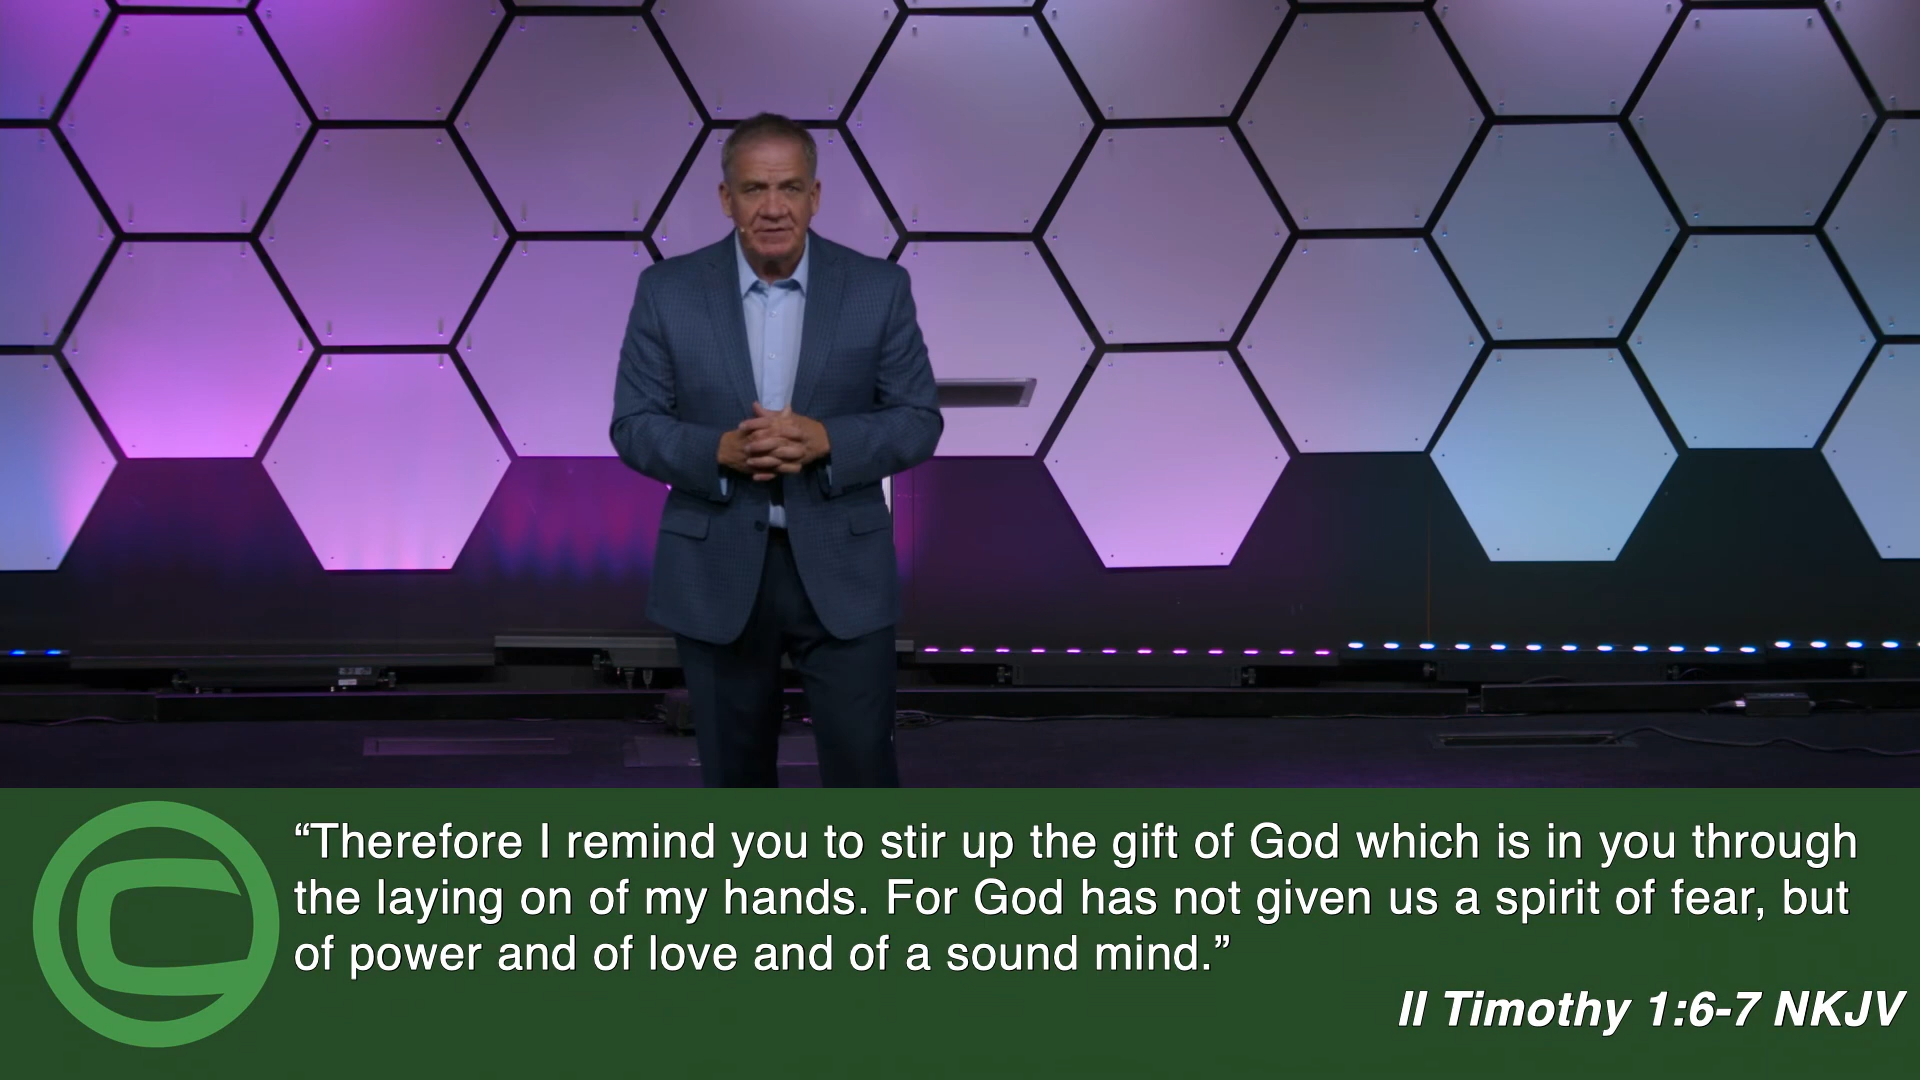 “Therefore I remind you to stir up the gift of God which is in you through
the laying on of my hands. For God has not given us a spirit of fear, but
of power and of love and of a sound mind.”
II Timothy 1:6-7 NKJV